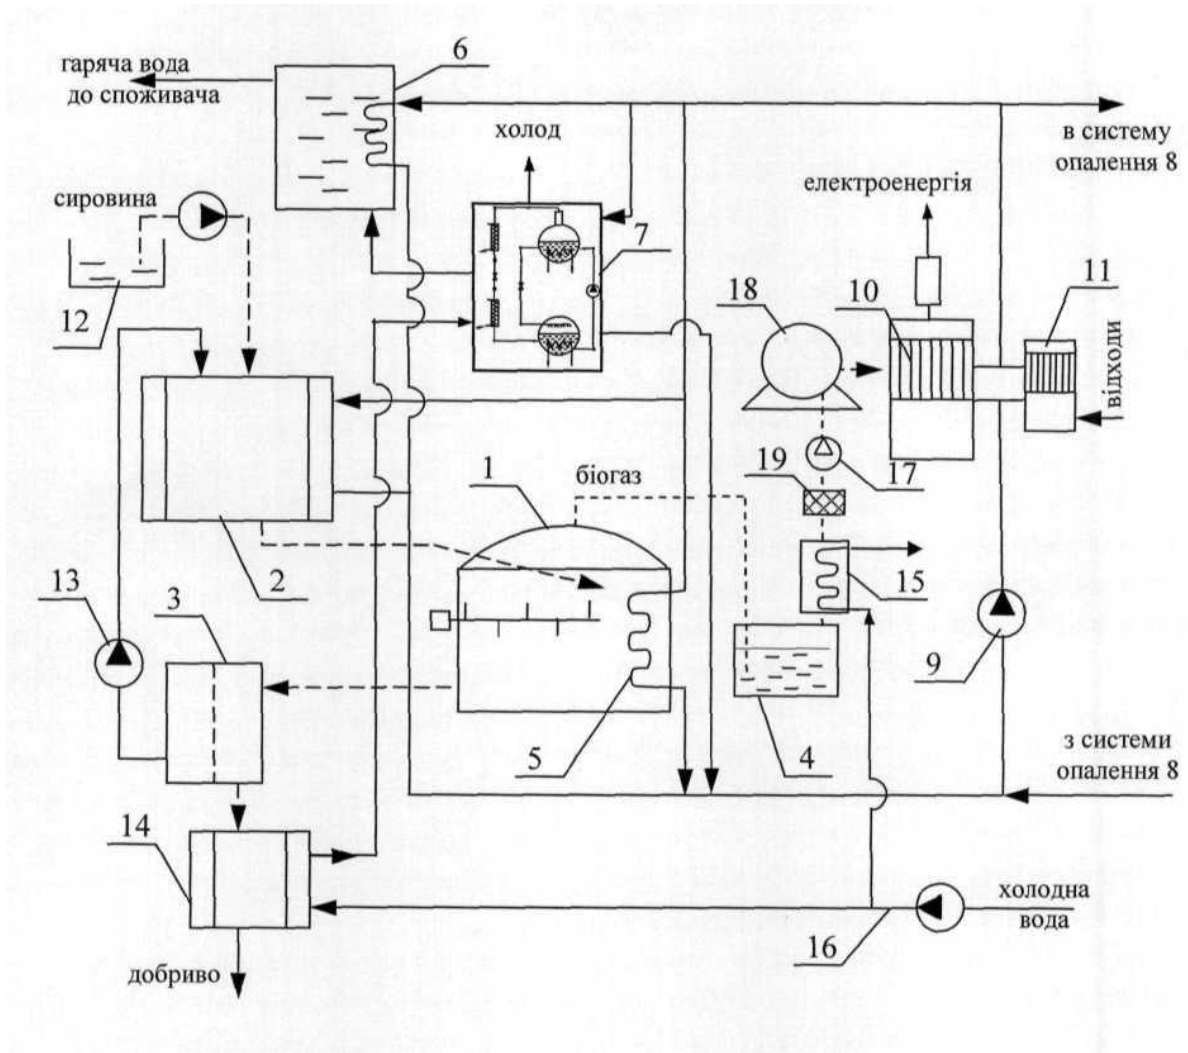 гаряча вода
до споживача
6
холод
в систему
опалення 8
сировина
електроенергія
7
12
18
10
11
відходи
1
біогаз
19
17
13
3
2
15
9
5
4
з системи
опалення 8
14
холодна
вода
16
добриво